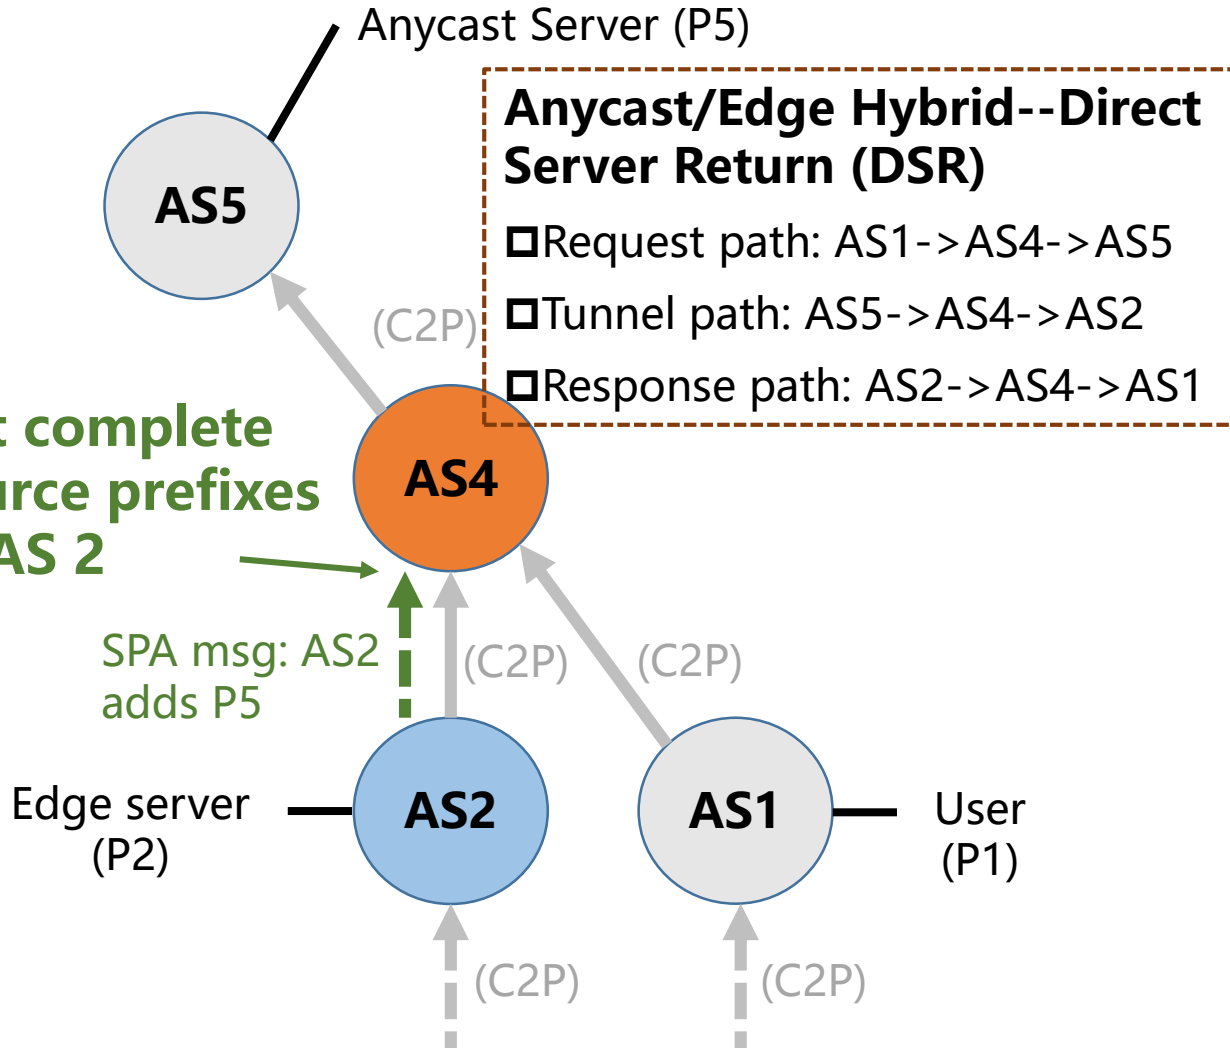 Anycast Server (P5)
Anycast/Edge Hybrid--Direct
Server Return (DSR)
Request path: AS1->AS4->AS5
Tunnel path: AS5->AS4->AS2
Response path: AS2->AS4->AS1
AS5
(C2P)
complete
prefixes
AS 2
AS4
SPA msg: AS2
adds P5
(C2P)
(C2P)
Edge server
(P2)
AS2
AS1
User
(P1)
(C2P)
(C2P)